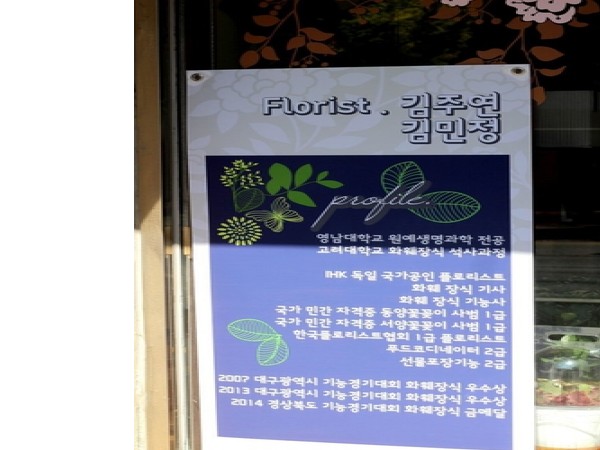 Florist . 김주연
김민정
profile.
영남대학교 원예생명과학 전공
고려대학교 화훼장식 석사과정
IHK 독일 국가공인 플로리스트
화훼 장식 기사
화훼 장식 기능사
국가 민간 자격증 동양꽃꽂이 사범 1급
국가 민간 자격증 서양꽃꽂이 사범 1급
한국플로리스트협회 1급 플로리스트
푸드코디네이터 2급
선물포장기능 2급
2007 대구광역시 기능경기대회 화훼장식 우수상
2013 대구광역시 기능경기대회 화훼장식 우수상
2014 경상북도 기능경기대회 화훼장식 금메달